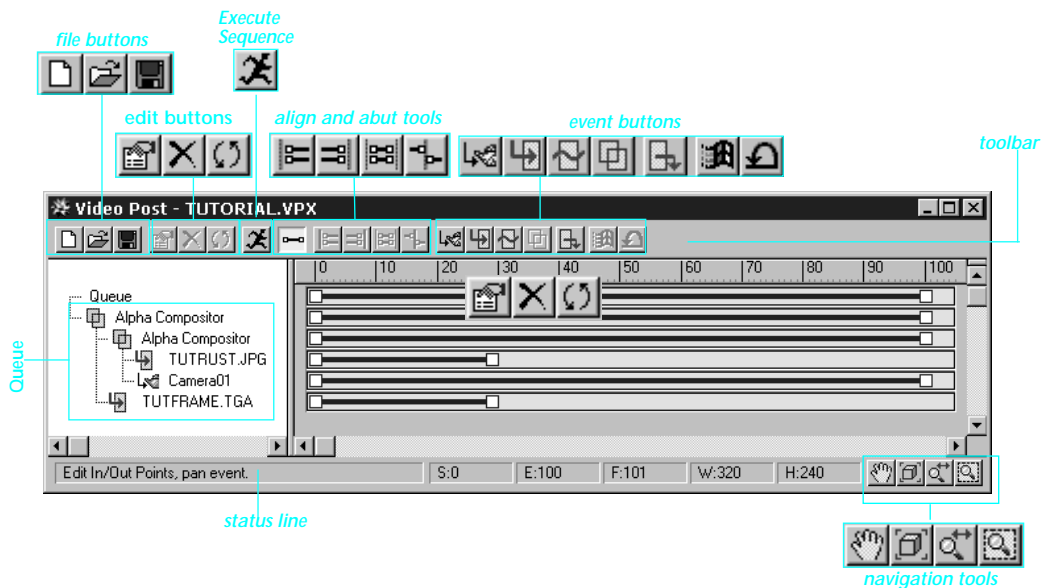 file buttons
Execute
Sequence
edit buttons
align and abut tools
event buttons
toolbar
Video Post - TUTORIAL.VPX
0 10 20 30 40 50 60 70 80 90 100
Queue
Queue
Alpha Compositor
Alpha Compositor
TUTRUST.JPG
Camera01
TUTFRAME.TGA
Edit In/Out Points, pan event.
S:0
E:100
F:101
W:320
H:240
status line
navigation tools